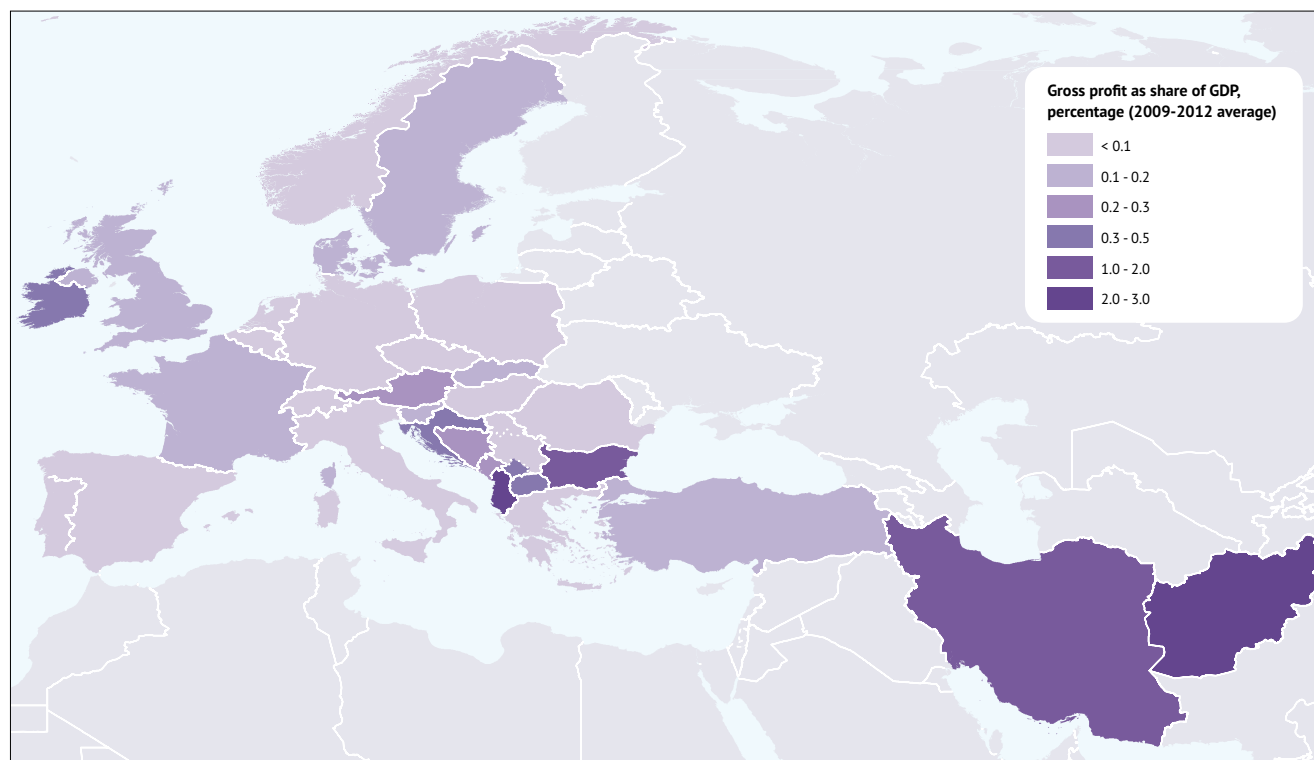 Gross profit as share of GDP,
percentage (2009-2012 average)
< 0.1
0.1 - 0.2
0.2 - 0.3
0.3 - 0.5
1.0 - 2.0
2.0 - 3.0